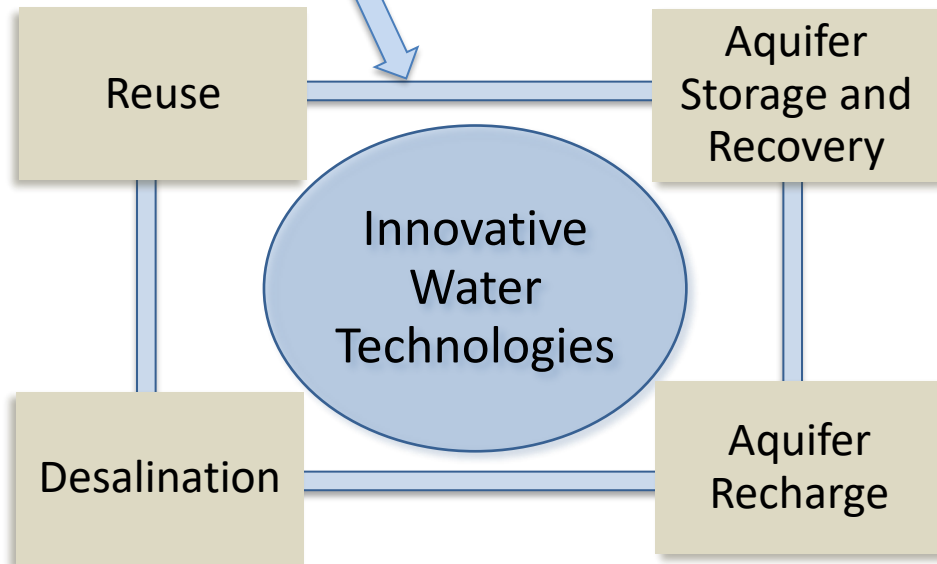 Reuse
Aquifer
Storage and
Recovery
Innovative
Water
Technologies
Desalination
Aquifer
Recharge